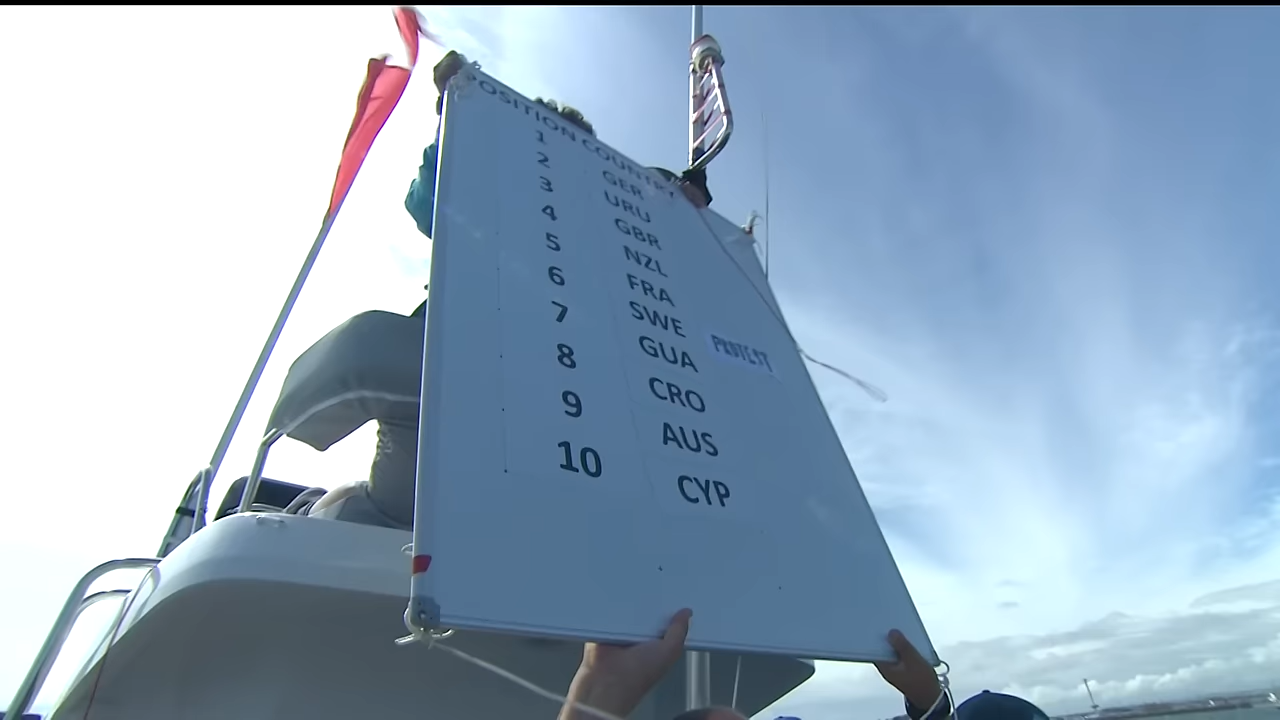 POSITION COUNTRY
1 GER
2 URU
3 GBR
4 NZL
5 FRA
6 SWE PROTEST
7 GUA
8 CRO
9 AUS
10 CYP